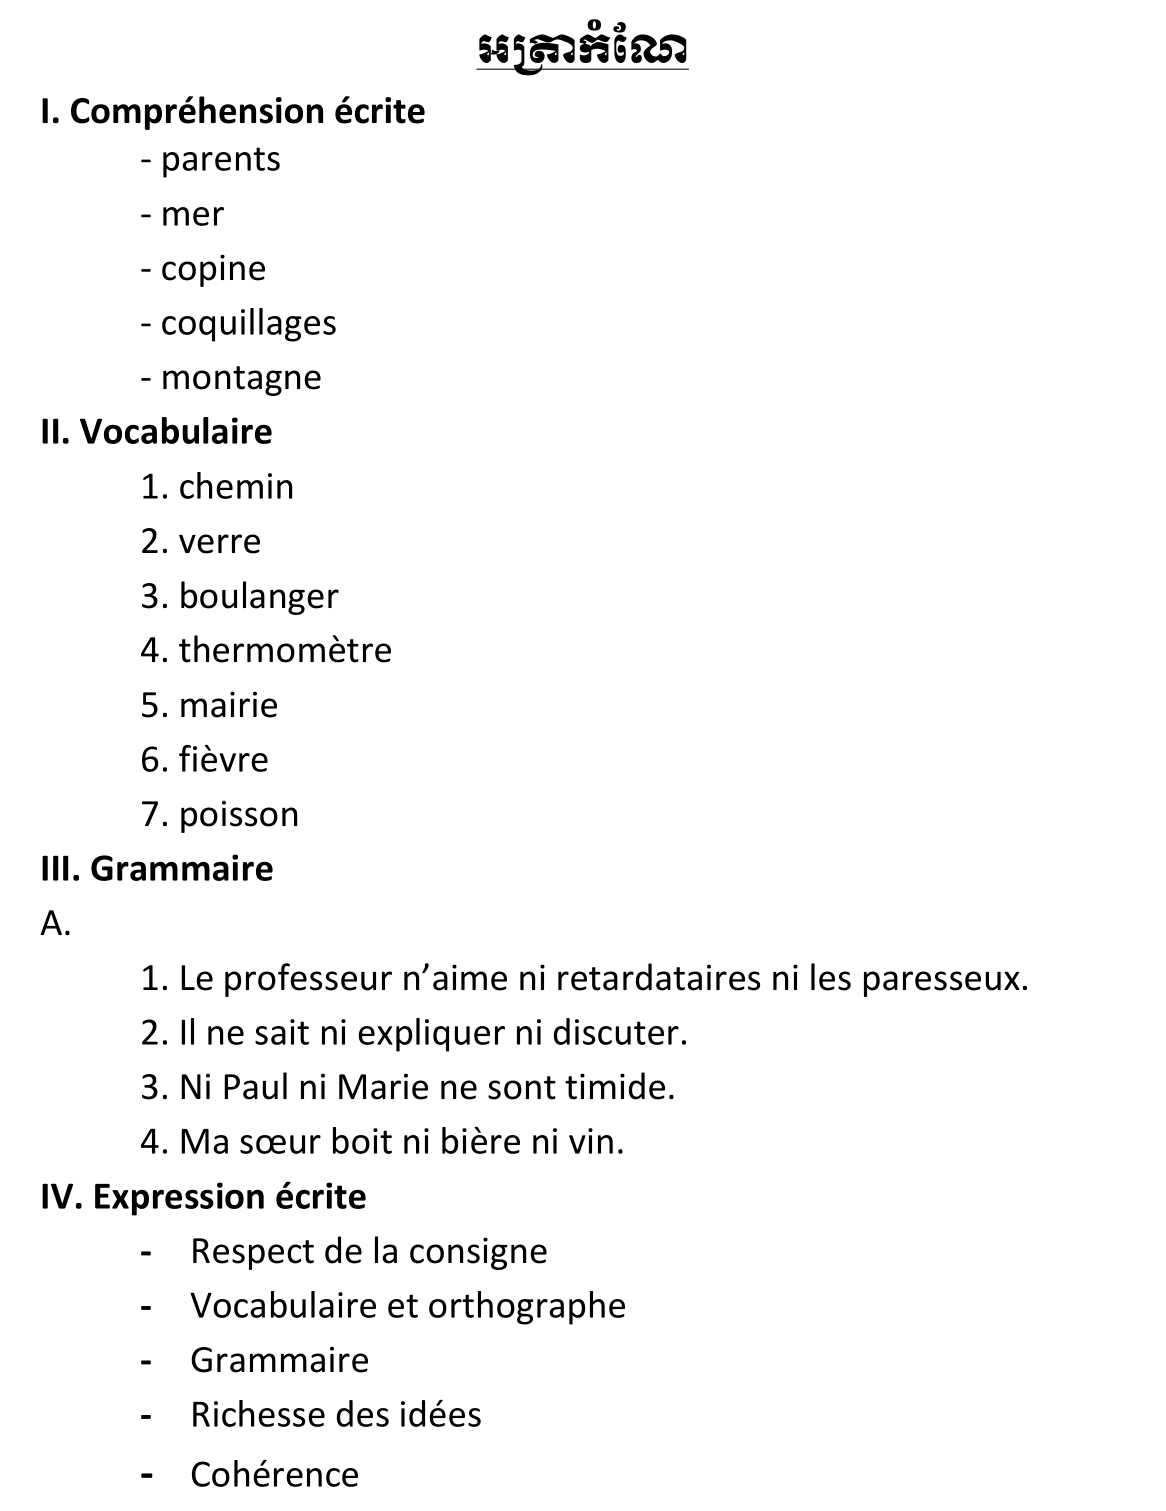 អត្រាកំណែ
I. Compréhension écrite
- parents
- mer
- copine
- coquillages
- montagne
II. Vocabulaire
1. chemin
2. verre
3. boulanger
4. thermomètre
5. mairie
6. fièvre
7. poisson
III. Grammaire
A.
1. Le professeur n’aime ni retardataires ni les paresseux.
2. Il ne sait ni expliquer ni discuter.
3. Ni Paul ni Marie ne sont timide.
4. Ma sœur boit ni bière ni vin.
IV. Expression écrite
- Respect de la consigne
- Vocabulaire et orthographe
- Grammaire
- Richesse des idées
- Cohérence